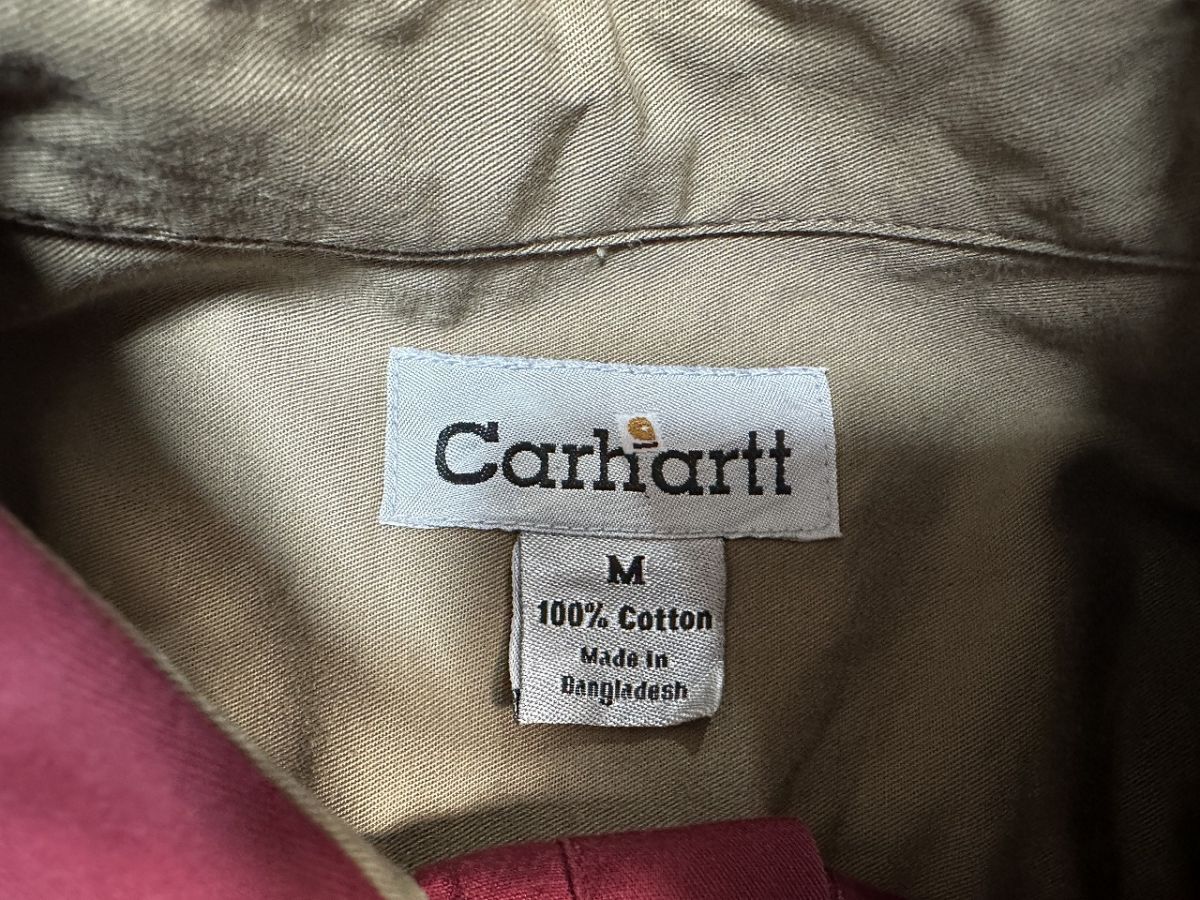 Carhartt
M
100% Cotton
Made in
Bangladesh